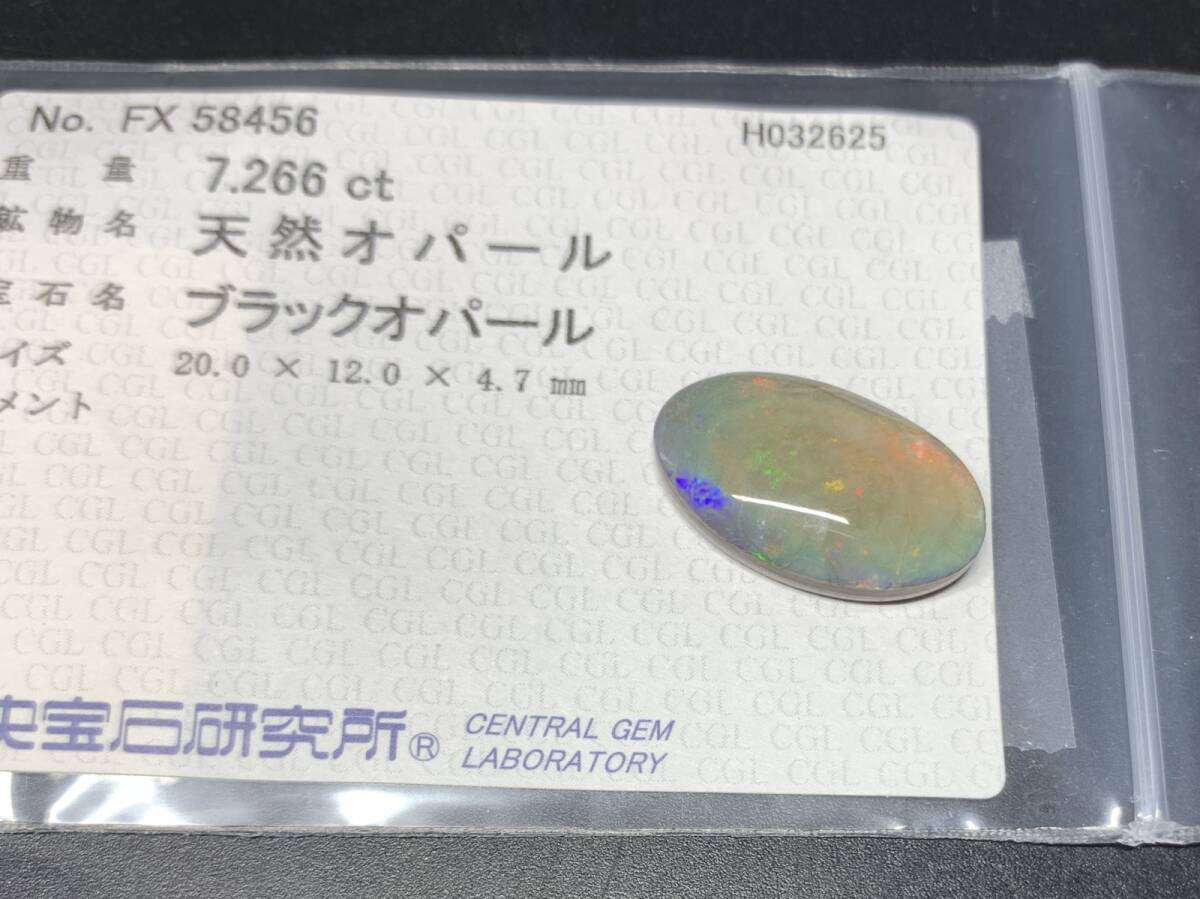 No. FX 58456
H032625
重量 7.266 ct
鉱物名 天然オパール
宝石名 ブラックオパール
イズ 20.0 × 12.0 × 4.7 mm
メント
央宝石研究所® CENTRAL GEM
LABORATORY